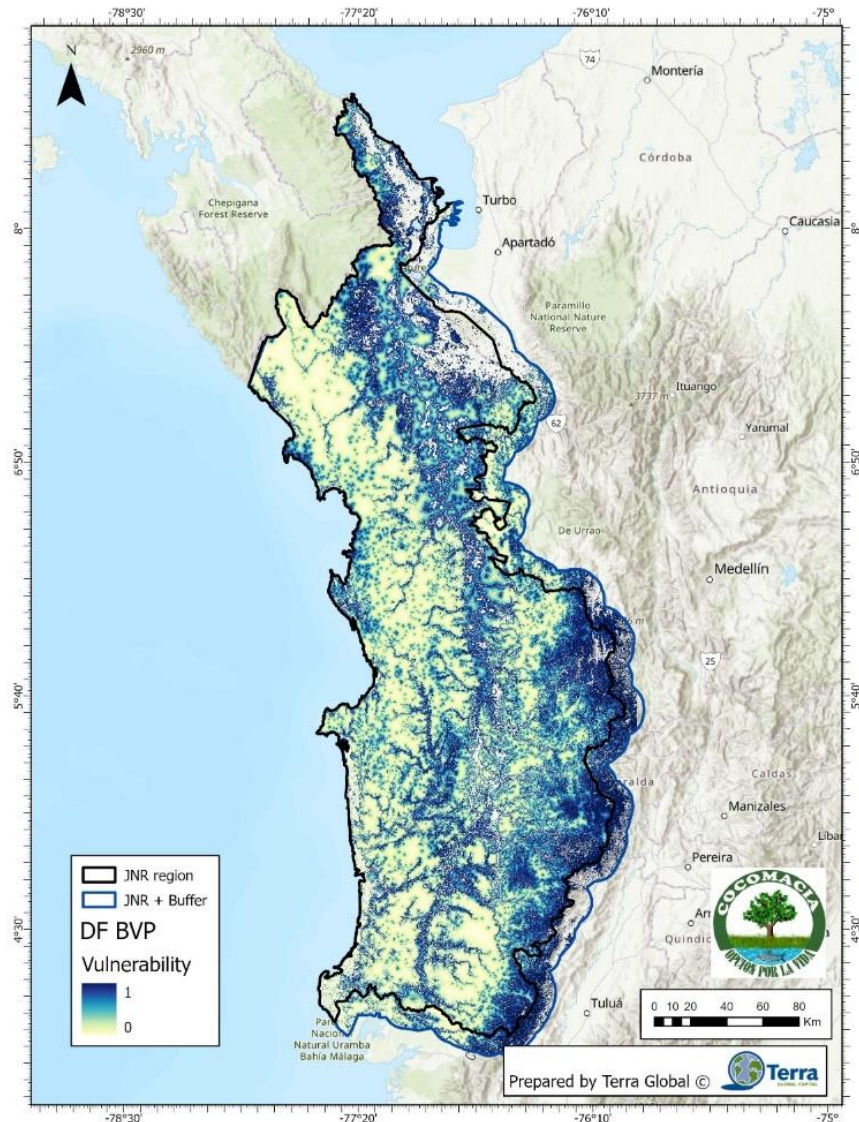 -78°30' -77°20' -76°10' -75°
N
2960 m
74
Montería
Córdoba
Chepigana
Forest Reserve
Turbo
Caucasia
8° 8°
Apartadó
Paramillo
National Nature
Reserve
Ituango
3737 m
62
Yarumal
6°50' 6°50'
Antioquia
De Urrao
Medellín
25
5°40' 5°40'
Caldas
Manizales
Pereira
JNR region
JNR + Buffer
DF BVP
Vulnerability
1
0
COCOMACIA
OPCION POR LA VIDA
4°30' 4°30'
Quindío
Tuluá
0 10 20 40 60 80
Km
Natural Uramba
Bahía Málaga
Prepared by Terra Global ©
Terra
GLOBAL CAPITAL
-78°30' -77°20' -76°10' -75°